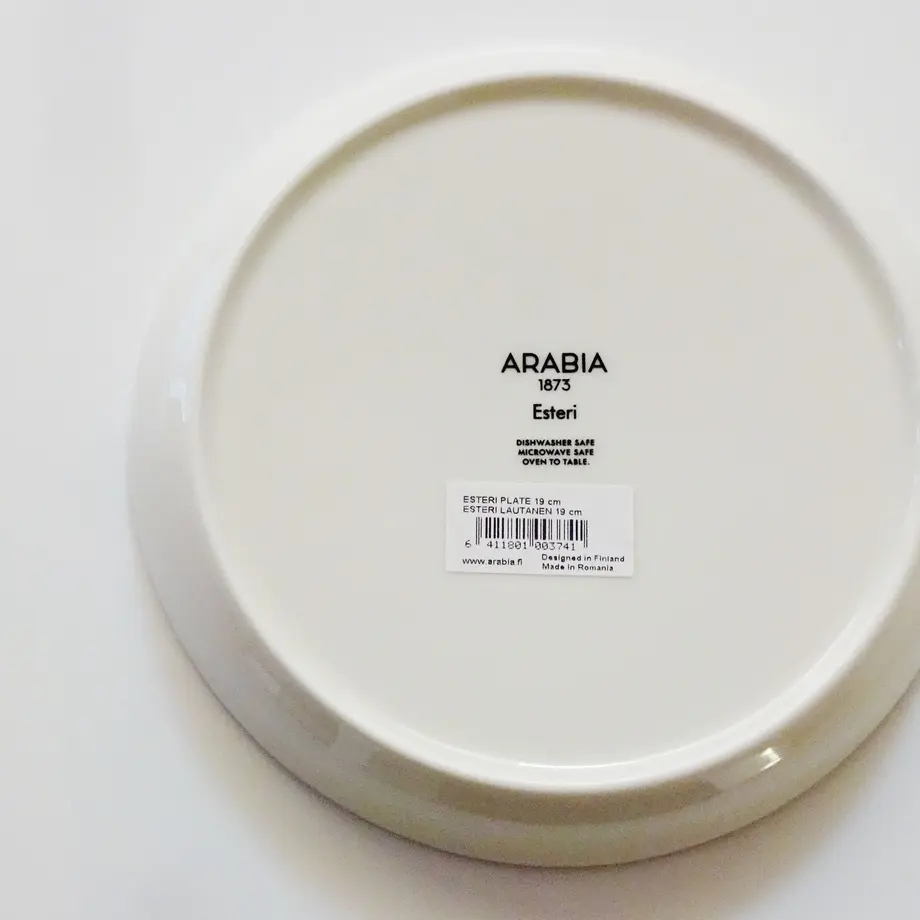 ARABIA
1873
Esteri
DISHWASHER SAFE
MICROWAVE SAFE
OVEN TO TABLE.
ESTERI PLATE 19 cm
ESTERI LAUTANEN 19 cm
6 411801 003741
www.arabia.fi
Designed in Finland
Made in Romania